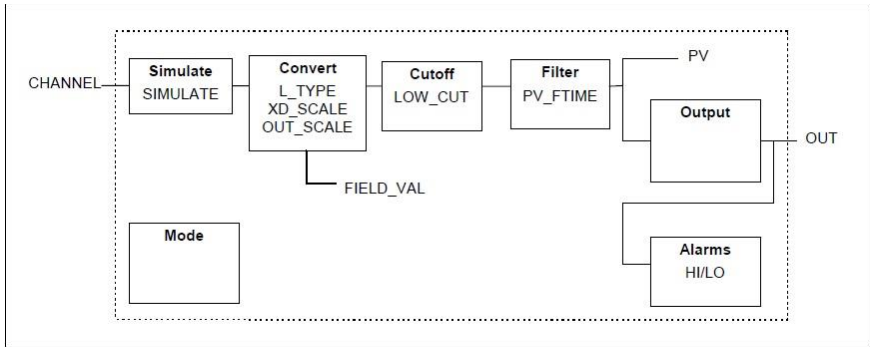 CHANNEL
Simulate
SIMULATE
Convert
L_TYPE
XD_SCALE
OUT_SCALE
FIELD_VAL
Cutoff
LOW_CUT
Filter
PV_FTIME
PV
Output
OUT
Mode
Alarms
HI/LO